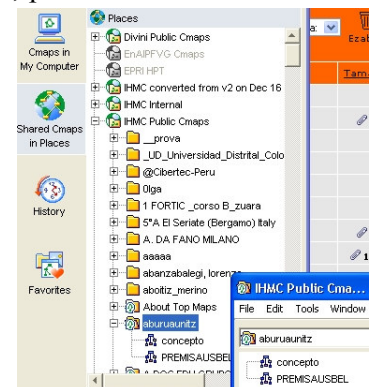 Places
Divini Public Cmaps
EnAIPFVG Cmaps
EPRI HPT
IHMC converted from v2 on Dec 16
IHMC Internal
IHMC Public Cmaps
__prova
_UD_Universidad_Distrital_Colo
@Cibertec-Peru
0lga
1 FORTIC _corso B_zuara
5°A El Seriate (Bergamo) Italy
A. DA FANO MILANO
aaaaa
abanzabalegi, lorenzo
aboitiz_merino
About Top Maps
aburuaunitz
concepto
PREMISAUSBEL
Cmaps in
My Computer
Shared Cmaps
in Places
History
Favorites
a:
Ezab
Tama
1
IHMC Public Cma...
File Edit Tools Window
aburuaunitz
concepto
PREMISAUSBEL